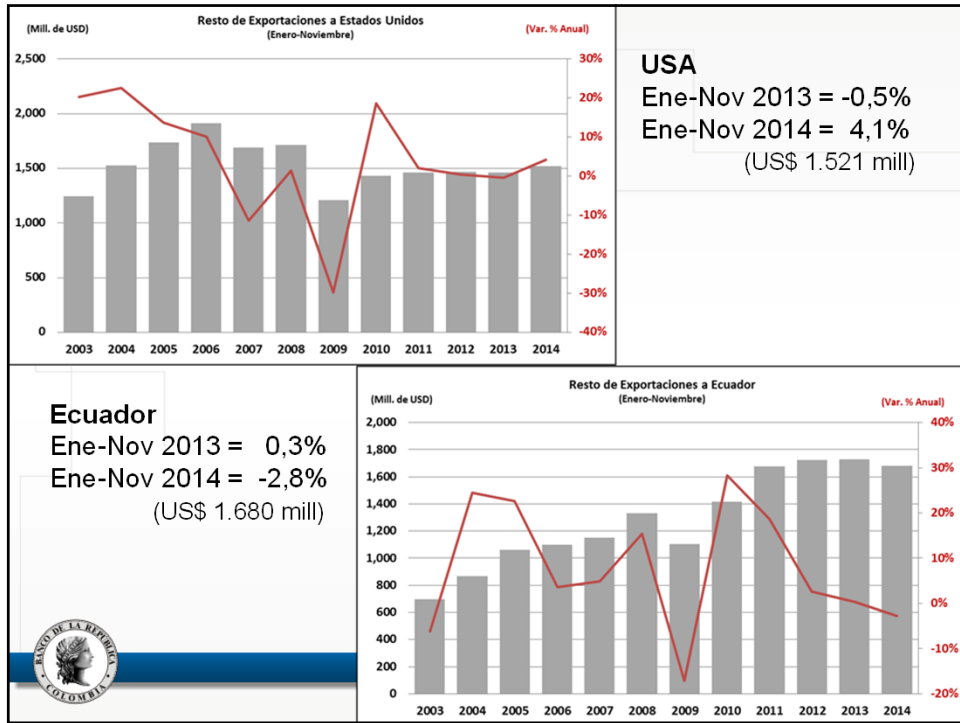 Resto de Exportaciones a Estados Unidos
(Enero-Noviembre)
(Mill. de USD)
(Var. % Anual)
2,500
2,000
1,500
1,000
500
0
30%
20%
10%
0%
-10%
-20%
-30%
-40%
2003 2004 2005 2006 2007 2008 2009 2010 2011 2012 2013 2014
USA
Ene-Nov 2013 = -0,5%
Ene-Nov 2014 = 4,1%
(US$ 1.521 mill)
Ecuador
Ene-Nov 2013 = 0,3%
Ene-Nov 2014 = -2,8%
(US$ 1.680 mill)
Resto de Exportaciones a Ecuador
(Enero-Noviembre)
(Mill. de USD)
(Var. % Anual)
2,000
1,800
1,600
1,400
1,200
1,000
800
600
400
200
0
40%
30%
20%
10%
0%
-10%
-20%
2003 2004 2005 2006 2007 2008 2009 2010 2011 2012 2013 2014
BANCO DE LA REPÚBLICA
COLOMBIA